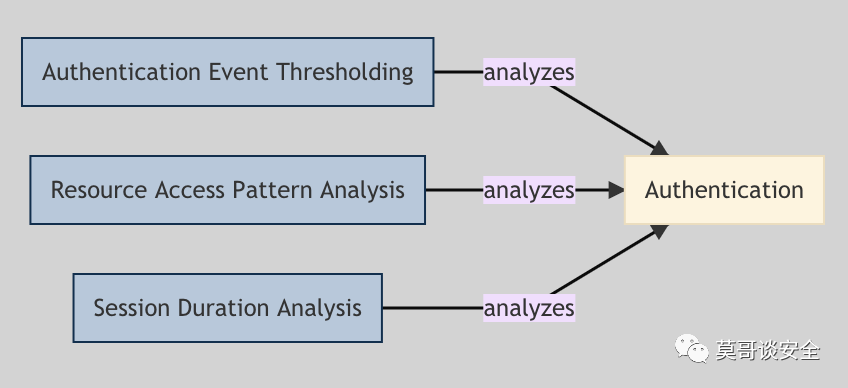 Authentication Event Thresholding
analyzes
Resource Access Pattern Analysis
analyzes
Authentication
Session Duration Analysis
analyzes
莫哥谈安全